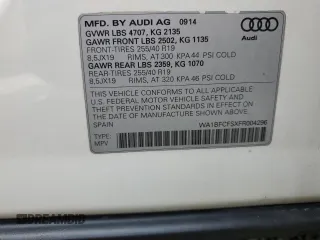 MFD. BY AUDI AG 09/14
GVWR LBS 4707, KG 2135
GAWR FRONT LBS 2502, KG 1135
FRONT-TIRES 255/40 R19
8,5JX19 RIMS, AT 300 KPA 44 PSI COLD
GAWR REAR LBS 2359, KG 1070
REAR-TIRES 255/40 R19
8,5JX19 RIMS, AT 320 KPA 46 PSI COLD
THIS VEHICLE CONFORMS TO ALL APPLICABLE
U.S. FEDERAL MOTOR VEHICLE SAFETY
AND THEFT PREVENTION STANDARDS IN EFFECT
ON THE DATE OF MANUFACTURE SHOWN ABOVE
TYPE:
MPV
WA1BFCFSXFR004296
Audi